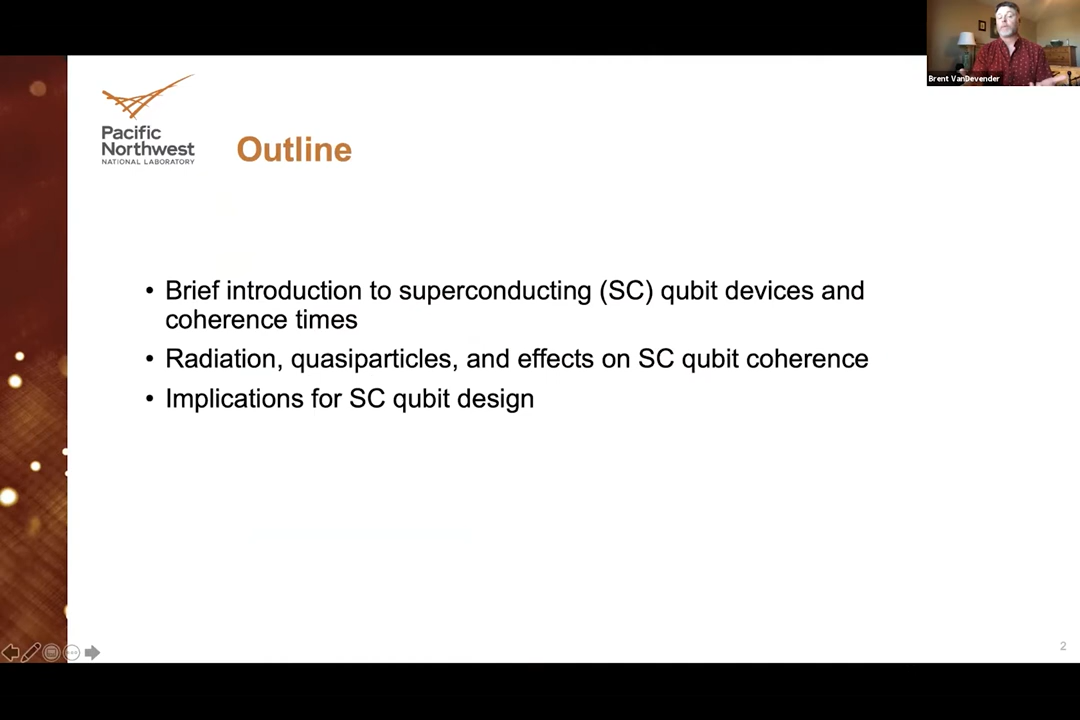 Brent VanDevender
Pacific
Northwest
NATIONAL LABORATORY
Outline
• Brief introduction to superconducting (SC) qubit devices and
coherence times
• Radiation, quasiparticles, and effects on SC qubit coherence
• Implications for SC qubit design
2